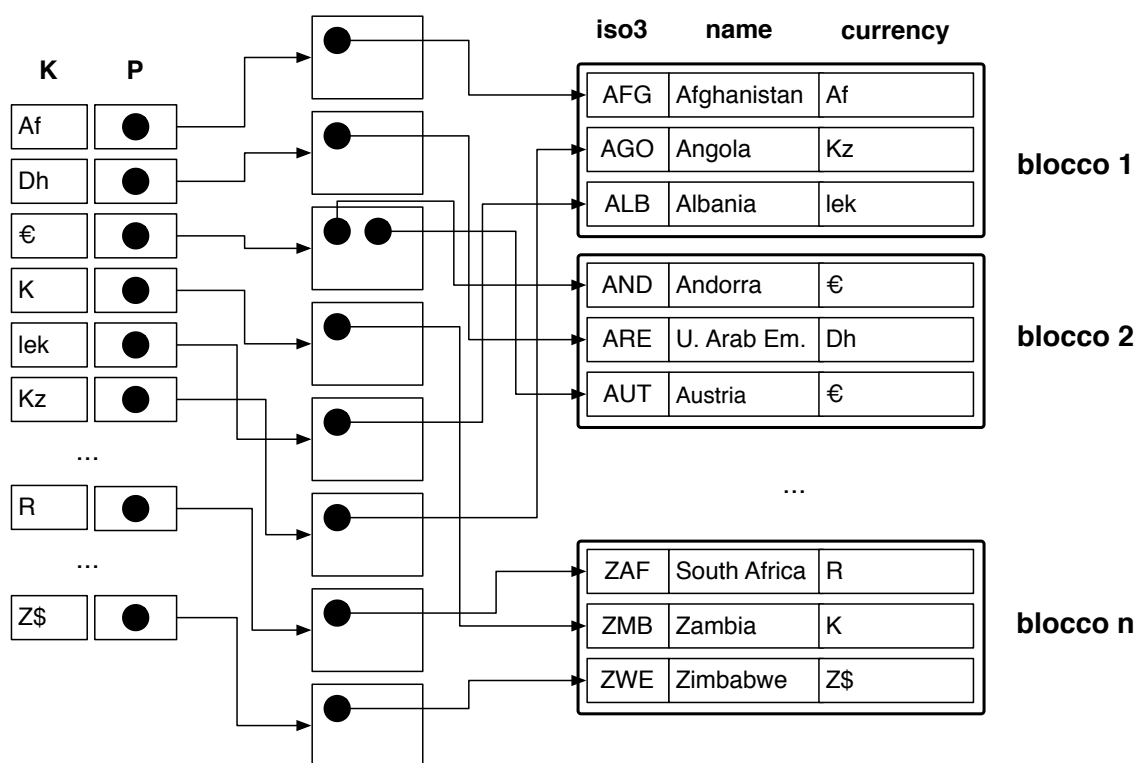 iso3 name currency
K P
Af
Dh
€
K
lek
Kz
...
R
...
Z$
AFG Afghanistan Af
AGO Angola Kz
ALB Albania lek
blocco 1
AND Andorra €
ARE U. Arab Em. Dh
AUT Austria €
blocco 2
...
ZAF South Africa R
ZMB Zambia K
ZWE Zimbabwe Z$
blocco n